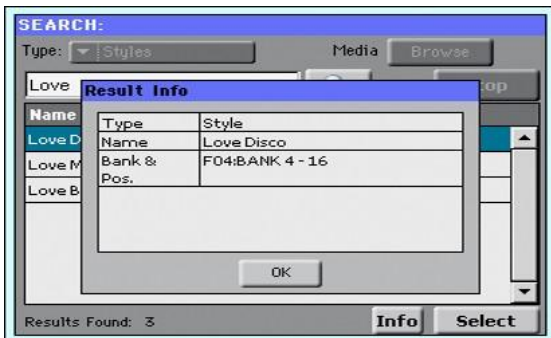 SEARCH:
Type: Styles Media Browse
Love op
Result Info
Name
Type Style
Love D Name Love Disco
Love M Bank & F04:BANK 4 - 16
Pos.
Love B
OK
Results Found: 3 Info Select